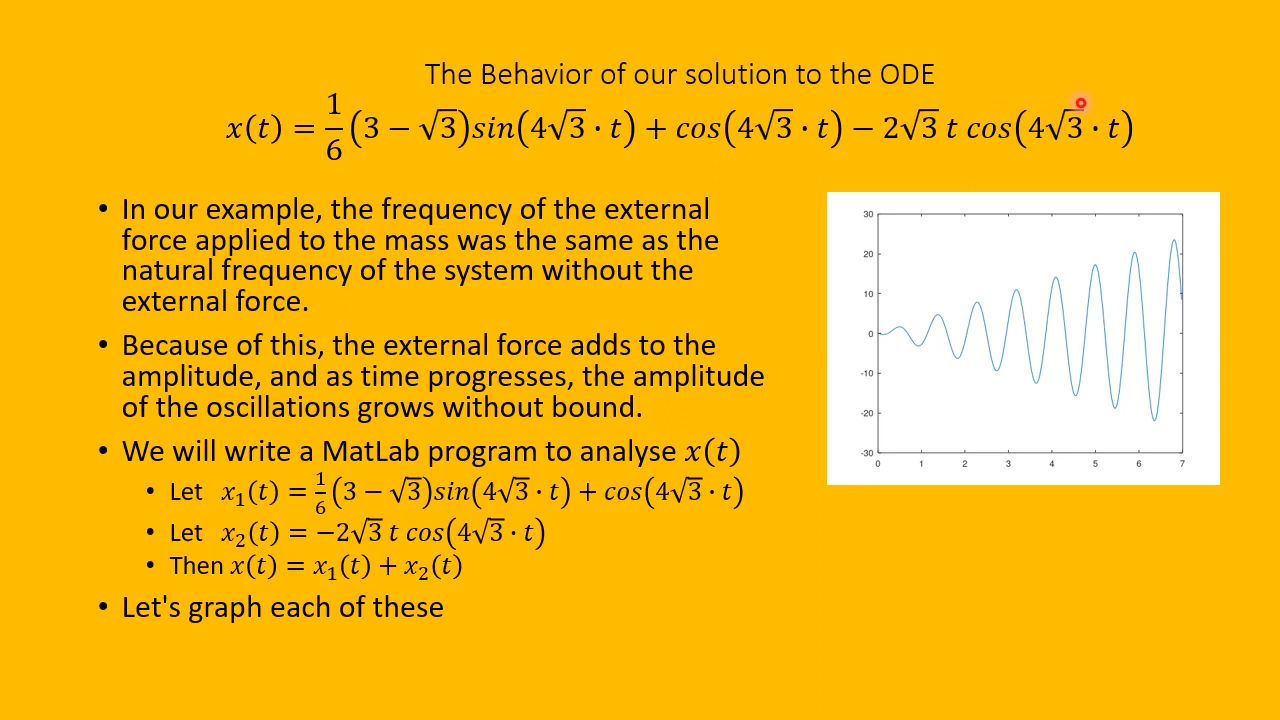 The Behavior of our solution to the ODE
x(t) = 1/6 (3 − √3)sin(4√3 · t) + cos(4√3 · t) − 2√3 t cos(4√3 · t)
• In our example, the frequency of the external
force applied to the mass was the same as the
natural frequency of the system without the
external force.
• Because of this, the external force adds to the
amplitude, and as time progresses, the amplitude
of the oscillations grows without bound.
• We will write a MatLab program to analyse x(t)
• Let x₁(t) = 1/6 (3 − √3)sin(4√3 · t) + cos(4√3 · t)
• Let x₂(t) = −2√3 t cos(4√3 · t)
• Then x(t) = x₁(t) + x₂(t)
• Let's graph each of these
30
20
10
0
-10
-20
-30
0 1 2 3 4 5 6 7